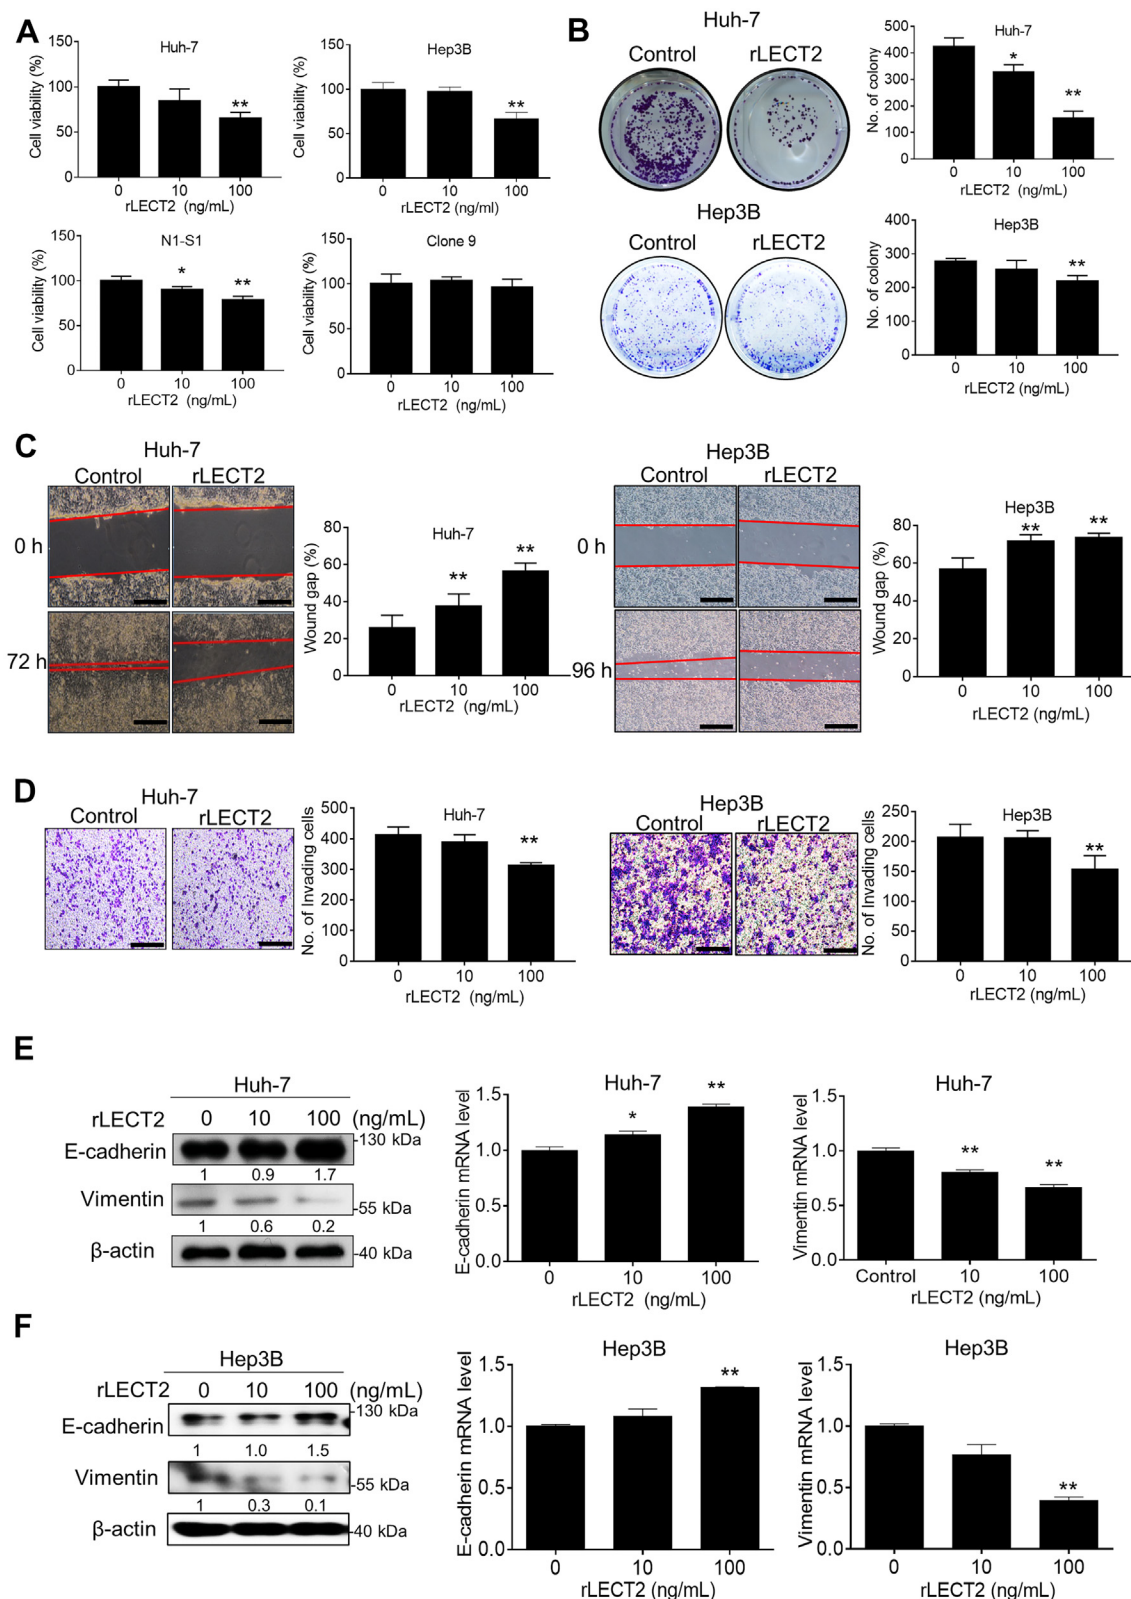 A
Huh-7
Cell viability (%)
150
100
50
0
0 10 100
**
rLECT2 (ng/mL)
Hep3B
Cell viability (%)
150
100
50
0
0 10 100
**
rLECT2 (ng/ml)
N1-S1
Cell viability (%)
150
100
50
0
0 10 100
* **
rLECT2 (ng/mL)
Clone 9
Cell viability (%)
150
100
50
0
0 10 100
rLECT2 (ng/mL)
B
Huh-7
Control rLECT2
Huh-7
No. of colony
500
400
300
200
100
0
0 10 100
* **
rLECT2 (ng/mL)
Hep3B
Control rLECT2
Hep3B
No. of colony
400
300
200
100
0
0 10 100
**
rLECT2 (ng/mL)
C
Huh-7
Control rLECT2
0 h
72 h
Huh-7
Wound gap (%)
80
60
40
20
0
0 10 100
** **
rLECT2 (ng/mL)
Hep3B
Control rLECT2
0 h
96 h
Hep3B
Wound gap (%)
80
60
40
20
0
0 10 100
** **
rLECT2 (ng/mL)
D
Huh-7
Control rLECT2
Huh-7
No. of Invading cells
500
400
300
200
100
0
0 10 100
**
rLECT2 (ng/mL)
Hep3B
Control rLECT2
Hep3B
No. of Invading cells
250
200
150
100
50
0
0 10 100
**
rLECT2 (ng/mL)
E
Huh-7
rLECT2 0 10 100 (ng/mL)
E-cadherin -130 kDa
1 0.9 1.7
Vimentin -55 kDa
1 0.6 0.2
β-actin -40 kDa
Huh-7
E-cadherin mRNA level
1.5
1.0
0.5
0.0
0 10 100
* **
rLECT2 (ng/mL)
Huh-7
Vimentin mRNA level
1.5
1.0
0.5
0.0
Control 10 100
** **
rLECT2 (ng/mL)
F
Hep3B
rLECT2 0 10 100 (ng/mL)
E-cadherin -130 kDa
1 1.0 1.5
Vimentin -55 kDa
1 0.3 0.1
β-actin -40 kDa
Hep3B
E-cadherin mRNA level
1.5
1.0
0.5
0.0
0 10 100
**
rLECT2 (ng/mL)
Hep3B
Vimentin mRNA level
1.5
1.0
0.5
0.0
0 10 100
**
rLECT2 (ng/mL)